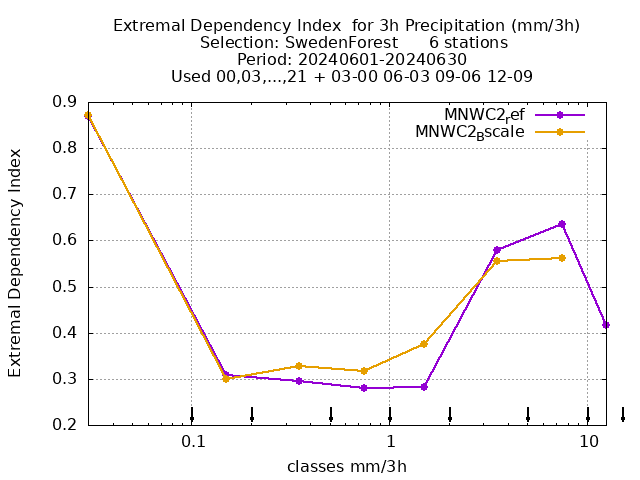 Extremal Dependency Index  for 3h Precipitation (mm/3h)
Selection: SwedenForest      6 stations
Period: 20240601-20240630
Used 00,03,...,21 + 03-00 06-03 09-06 12-09
MNWC2_ref
MNWC2_Bscale
0.9
0.8
0.7
0.6
0.5
0.4
0.3
0.2
Extremal Dependency Index
0.1
1
10
classes mm/3h